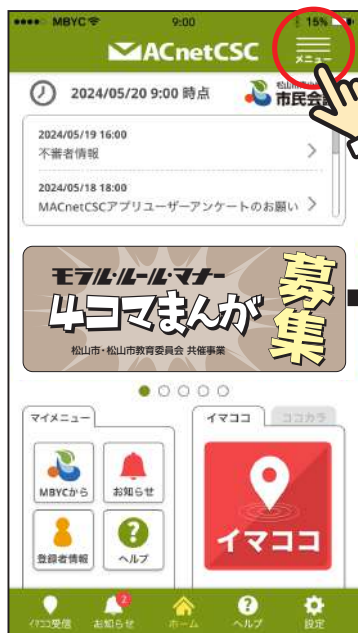 MBYC 9:00 15%
MACnetCSC
メニュー
2024/05/20 9:00 時点
2024/05/19 16:00
不審者情報
2024/05/18 18:00
MACnetCSCアプリユーザーアンケートのお願い
モラル・ルール・マナー
4コマまんが
募集
松山市・松山市教育委員会 共催事業
マイメニュー
MBYCから お知らせ
登録者情報 ヘルプ
イマココ ココカラ
イマココ
イマココ受信 お知らせ 2 ホーム ヘルプ 設定